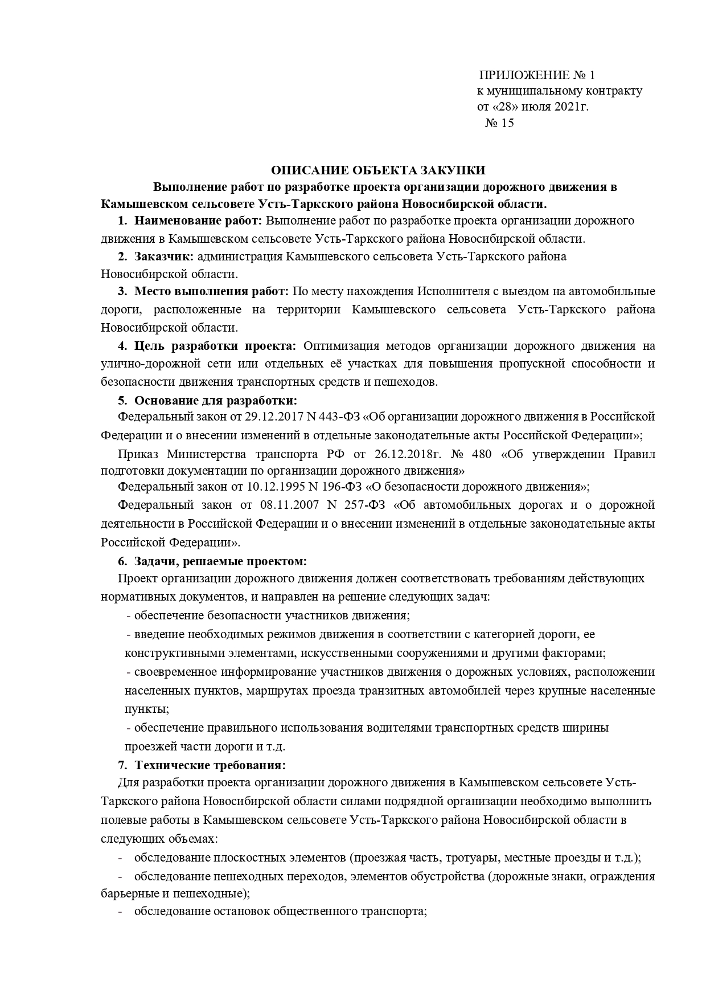 ПРИЛОЖЕНИЕ № 1
к муниципальному контракту
от «28» июля 2021г.
№ 15
ОПИСАНИЕ ОБЪЕКТА ЗАКУПКИ
Выполнение работ по разработке проекта организации дорожного движения в
Камышевском сельсовете Усть-Таркского района Новосибирской области.
1. Наименование работ: Выполнение работ по разработке проекта организации дорожного
движения в Камышевском сельсовете Усть-Таркского района Новосибирской области.
2. Заказчик: администрация Камышевского сельсовета Усть-Таркского района
Новосибирской области.
3. Место выполнения работ: По месту нахождения Исполнителя с выездом на автомобильные
дороги, расположенные на территории Камышевского сельсовета Усть-Таркского района
Новосибирской области.
4. Цель разработки проекта: Оптимизация методов организации дорожного движения на
улично-дорожной сети или отдельных её участках для повышения пропускной способности и
безопасности движения транспортных средств и пешеходов.
5. Основание для разработки:
Федеральный закон от 29.12.2017 N 443-ФЗ «Об организации дорожного движения в Российской
Федерации и о внесении изменений в отдельные законодательные акты Российской Федерации»;
Приказ Министерства транспорта РФ от 26.12.2018г. № 480 «Об утверждении Правил
подготовки документации по организации дорожного движения»
Федеральный закон от 10.12.1995 N 196-ФЗ «О безопасности дорожного движения»;
Федеральный закон от 08.11.2007 N 257-ФЗ «Об автомобильных дорогах и о дорожной
деятельности в Российской Федерации и о внесении изменений в отдельные законодательные акты
Российской Федерации».
6. Задачи, решаемые проектом:
Проект организации дорожного движения должен соответствовать требованиям действующих
нормативных документов, и направлен на решение следующих задач:
- обеспечение безопасности участников движения;
- введение необходимых режимов движения в соответствии с категорией дороги, ее
конструктивными элементами, искусственными сооружениями и другими факторами;
- своевременное информирование участников движения о дорожных условиях, расположении
населенных пунктов, маршрутах проезда транзитных автомобилей через крупные населенные
пункты;
- обеспечение правильного использования водителями транспортных средств ширины
проезжей части дороги и т.д.
7. Технические требования:
Для разработки проекта организации дорожного движения в Камышевском сельсовете Усть-
Таркского района Новосибирской области силами подрядной организации необходимо выполнить
полевые работы в Камышевском сельсовете Усть-Таркского района Новосибирской области в
следующих объемах:
- обследование плоскостных элементов (проезжая часть, тротуары, местные проезды и т.д.);
- обследование пешеходных переходов, элементов обустройства (дорожные знаки, ограждения
барьерные и пешеходные);
- обследование остановок общественного транспорта;